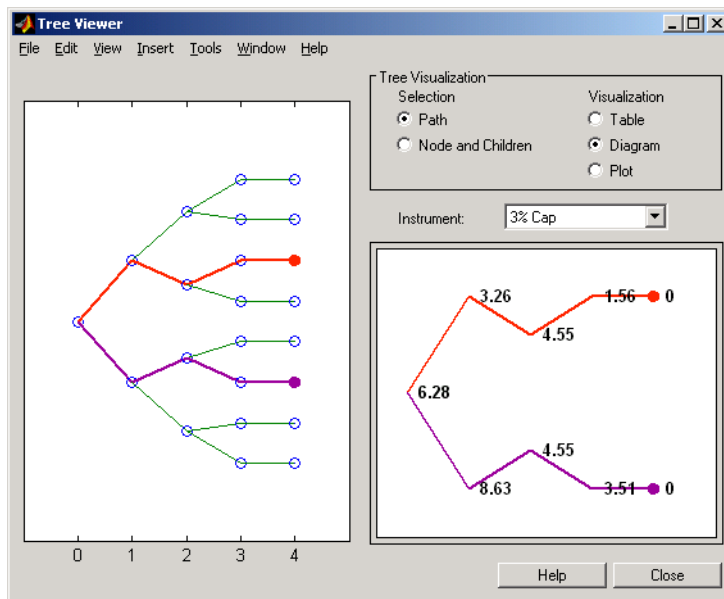 Tree Viewer
File Edit View Insert Tools Window Help
Tree Visualization
Selection
Path
Node and Children
Visualization
Table
Diagram
Plot
Instrument: 3% Cap
0 1 2 3 4
3.26 1.56 0
4.55
6.28
4.55
8.63 3.51 0
Help Close